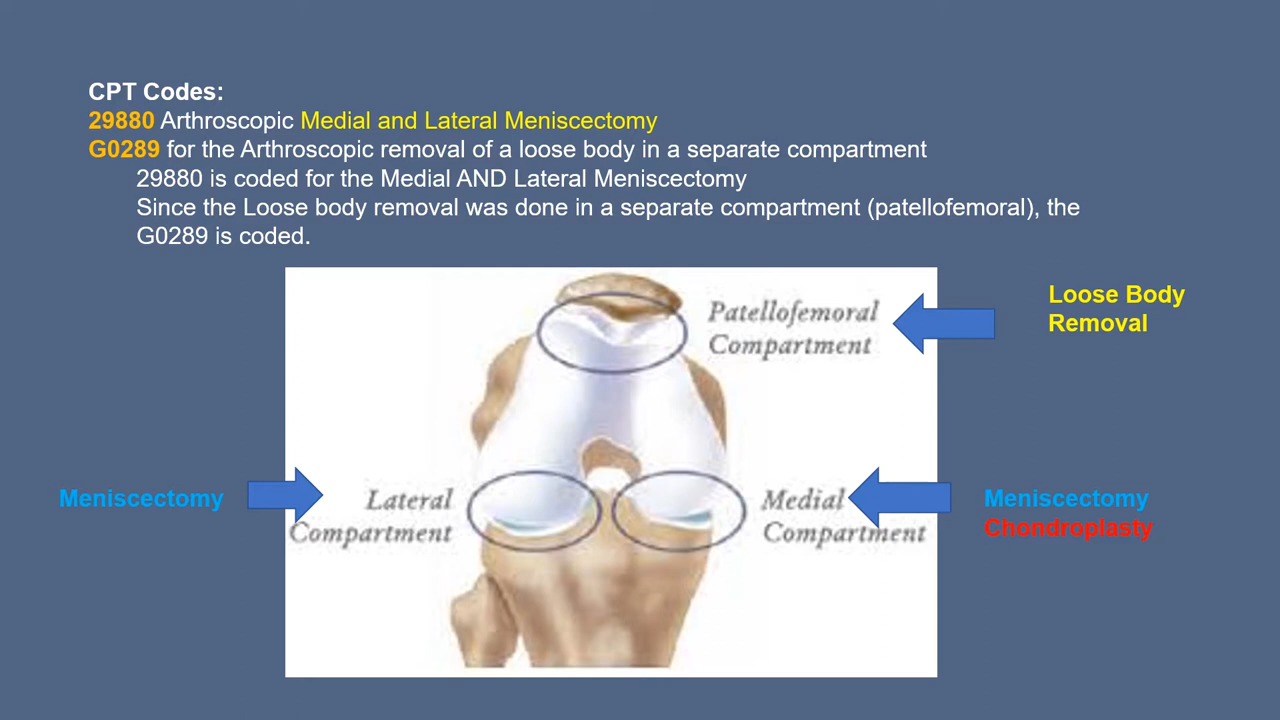 CPT Codes:
29880 Arthroscopic Medial and Lateral Meniscectomy
G0289 for the Arthroscopic removal of a loose body in a separate compartment
29880 is coded for the Medial AND Lateral Meniscectomy
Since the Loose body removal was done in a separate compartment (patellofemoral), the
G0289 is coded.
Patellofemoral
Compartment
Loose Body
Removal
Meniscectomy
Lateral
Compartment
Medial
Compartment
Meniscectomy
Chondroplasty